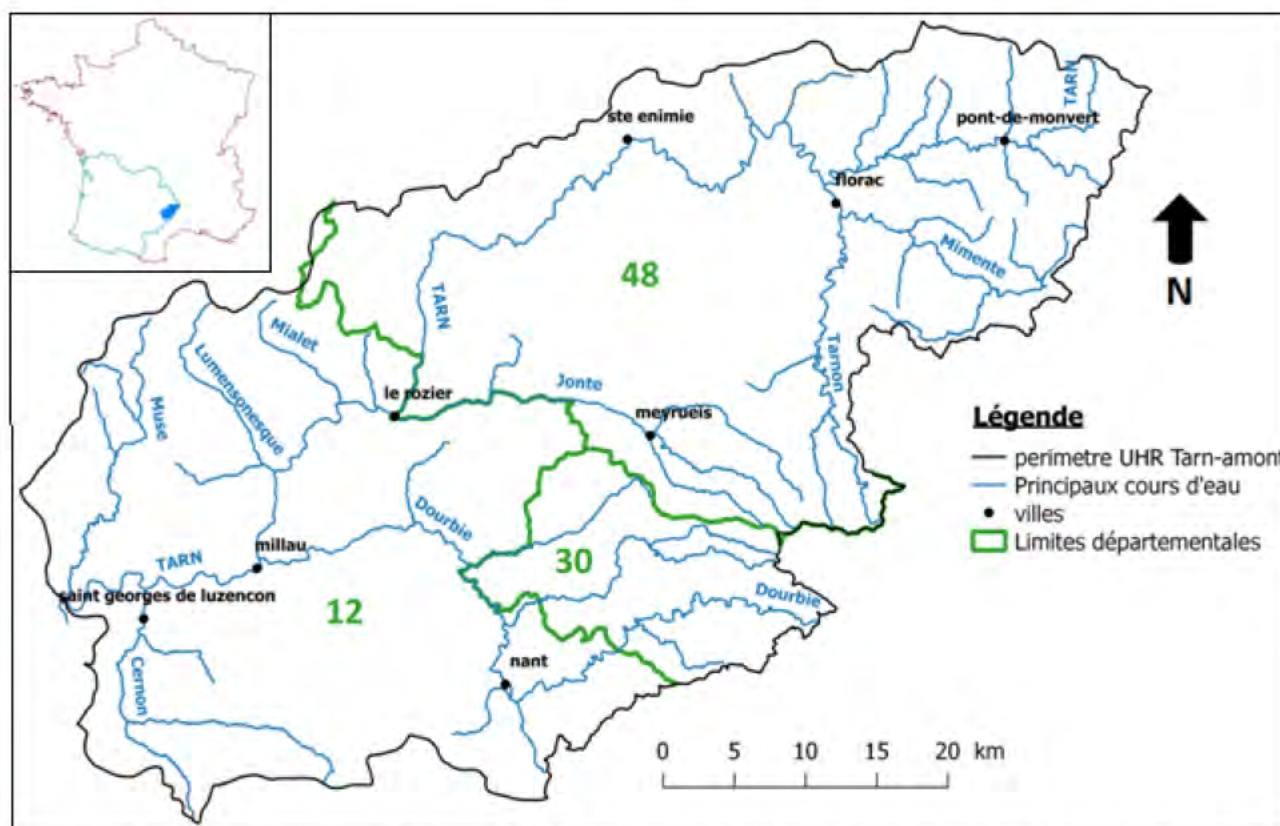 ste enimie
pont-de-monvert
TARN
florac
Mimente
48
N
TARN
Mialet
Lumensonesque
Muse
le rozier
Jonte
meyrueis
Tarnon
Légende
perimetre UHR Tarn-amont
Principaux cours d'eau
villes
Limites départementales
Dourbie
millau
TARN
30
saint georges de luzencon
12
Dourbie
nant
Cernon
0 5 10 15 20 km